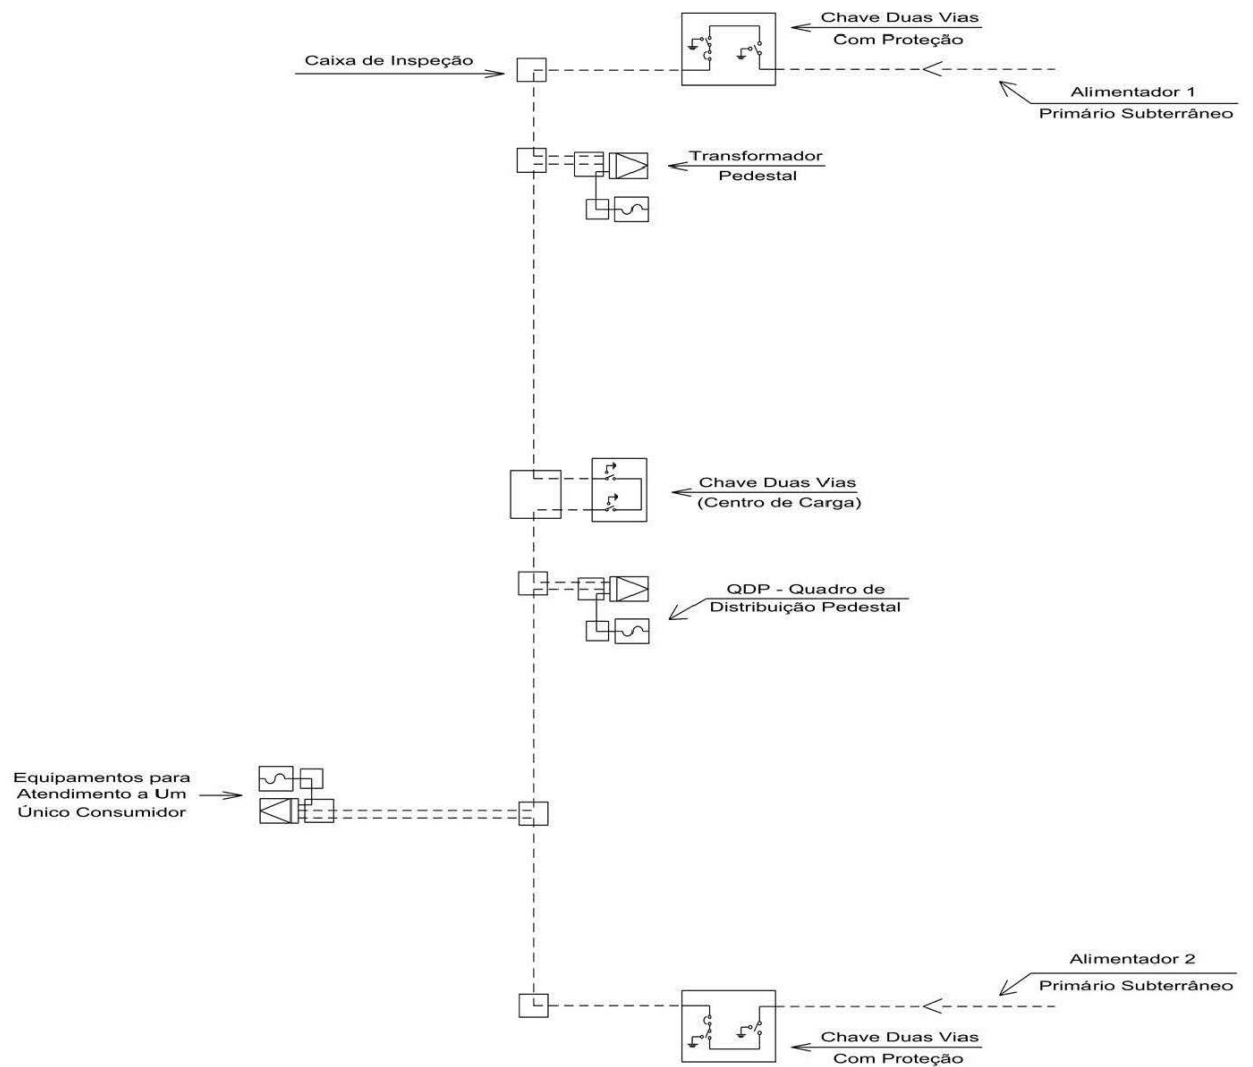 Chave Duas Vias
Com Proteção
Caixa de Inspeção
Alimentador 1
Primário Subterrâneo
Transformador
Pedestal
Chave Duas Vias
(Centro de Carga)
QDP - Quadro de
Distribuição Pedestal
Equipamentos para
Atendimento a Um
Único Consumidor
Alimentador 2
Primário Subterrâneo
Chave Duas Vias
Com Proteção